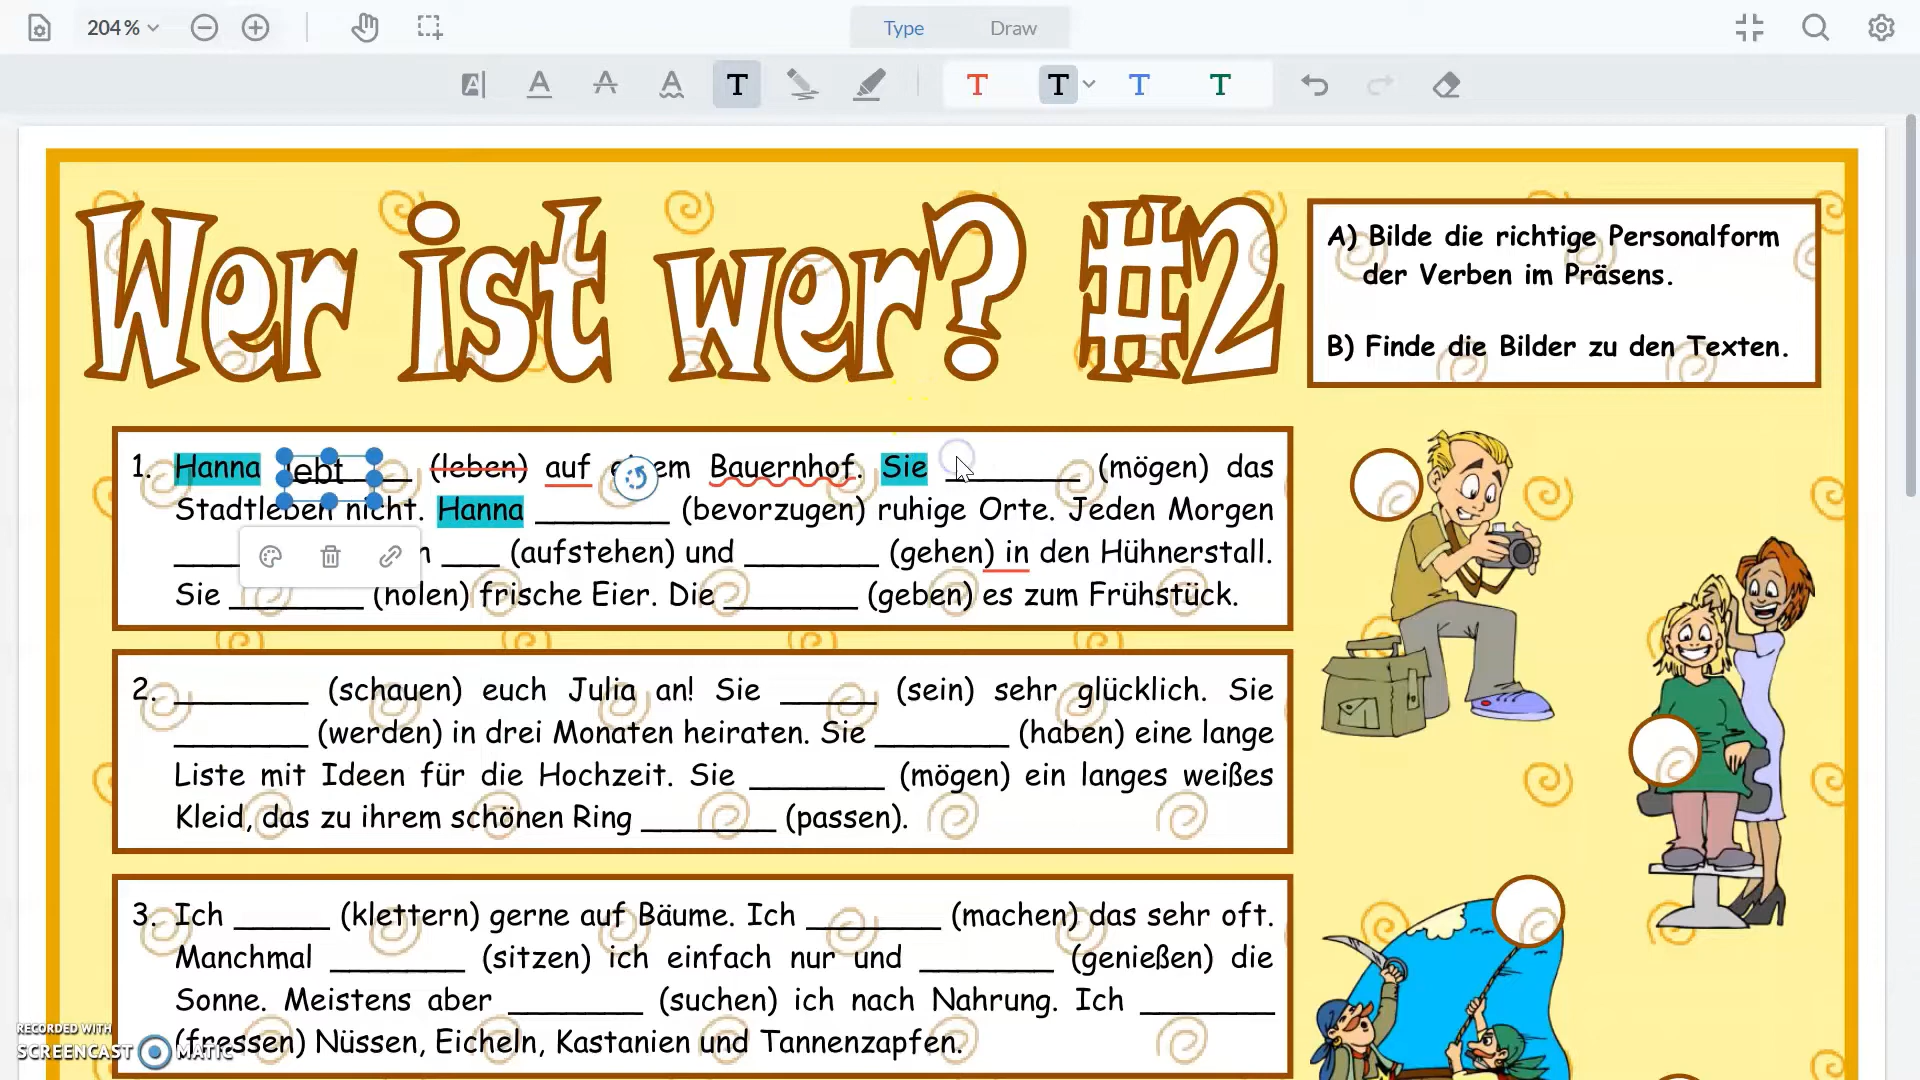 204%
Type Draw
Wer ist wer? #2
A) Bilde die richtige Personalform
der Verben im Präsens.
B) Finde die Bilder zu den Texten.
1. Hanna lebt (leben) auf Bauernhof. Sie ________ (mögen) das
Stadtleben nicht. Hanna ________ (bevorzugen) ruhige Orte. Jeden Morgen
____ ____ (aufstehen) und ________ (gehen) in den Hühnerstall.
Sie ________ (holen) frische Eier. Die ________ (geben) es zum Frühstück.
2. ________ (schauen) euch Julia an! Sie ______ (sein) sehr glücklich. Sie
________ (werden) in drei Monaten heiraten. Sie ________ (haben) eine lange
Liste mit Ideen für die Hochzeit. Sie ________ (mögen) ein langes weißes
Kleid, das zu ihrem schönen Ring ________ (passen).
3. Ich ______ (klettern) gerne auf Bäume. Ich ________ (machen) das sehr oft.
Manchmal ________ (sitzen) ich einfach nur und ________ (genießen) die
Sonne. Meistens aber ________ (suchen) ich nach Nahrung. Ich ________
(fressen) Nüssen, Eicheln, Kastanien und Tannenzapfen.
RECORDED WITH
SCREENCAST MATIC